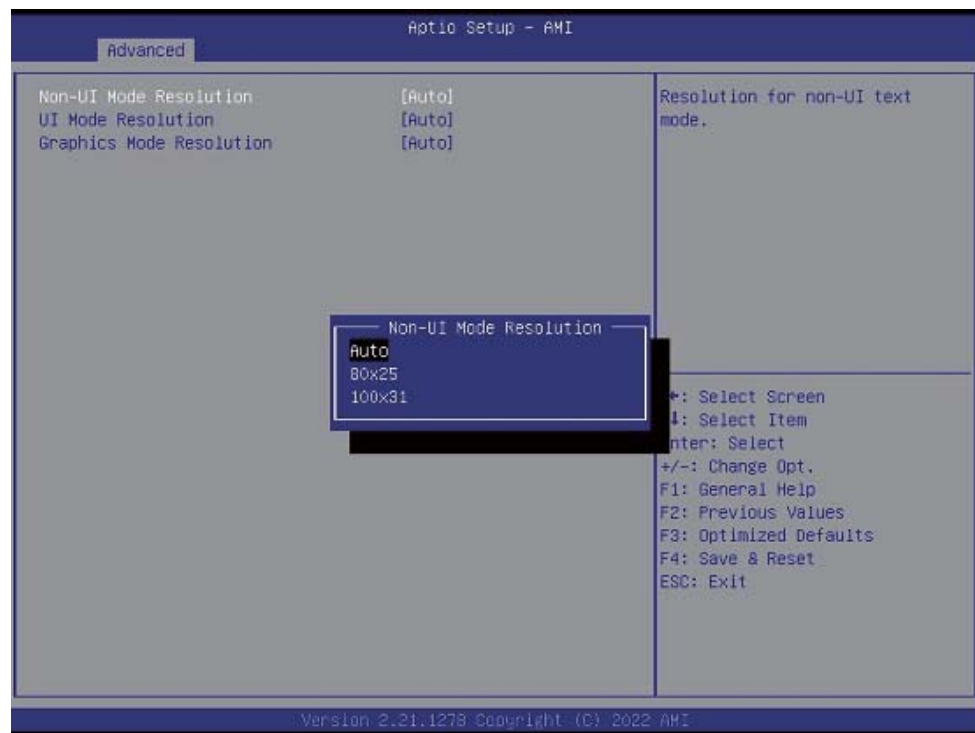 Aptio Setup - AMI
Advanced
Non-UI Mode Resolution [Auto]
UI Mode Resolution [Auto]
Graphics Mode Resolution [Auto]
Resolution for non-UI text
mode.
Non-UI Mode Resolution
Auto
80x25
100x31
←: Select Screen
↓: Select Item
nter: Select
+/-: Change Opt.
F1: General Help
F2: Previous Values
F3: Optimized Defaults
F4: Save & Reset
ESC: Exit
Version 2.21.1278 Copyright (C) 2022 AMI